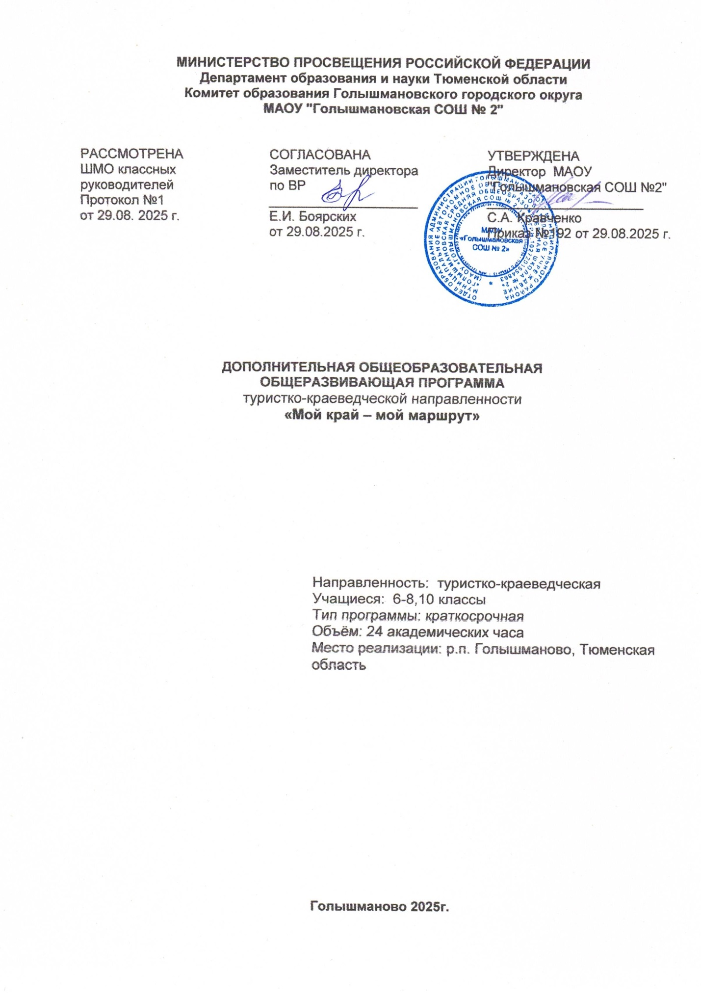 МИНИСТЕРСТВО ПРОСВЕЩЕНИЯ РОССИЙСКОЙ ФЕДЕРАЦИИ
Департамент образования и науки Тюменской области
Комитет образования Голышмановского городского округа
МАОУ "Голышмановская СОШ № 2"
РАССМОТРЕНА
ШМО классных
руководителей
Протокол №1
от 29.08. 2025 г.
СОГЛАСОВАНА
Заместитель директора
по ВР
Е.И. Боярских
от 29.08.2025 г.
УТВЕРЖДЕНА
Директор МАОУ
"Голышмановская СОШ №2"
С.А. Кравченко
Приказ №192 от 29.08.2025 г.
МАОУ
«Голышмановская
СОШ № 2»
ДОПОЛНИТЕЛЬНАЯ ОБЩЕОБРАЗОВАТЕЛЬНАЯ
ОБЩЕРАЗВИВАЮЩАЯ ПРОГРАММА
туристко-краеведческой направленности
«Мой край – мой маршрут»
Направленность: туристко-краеведческая
Учащиеся: 6-8,10 классы
Тип программы: краткосрочная
Объём: 24 академических часа
Место реализации: р.п. Голышманово, Тюменская
область
Голышманово 2025г.